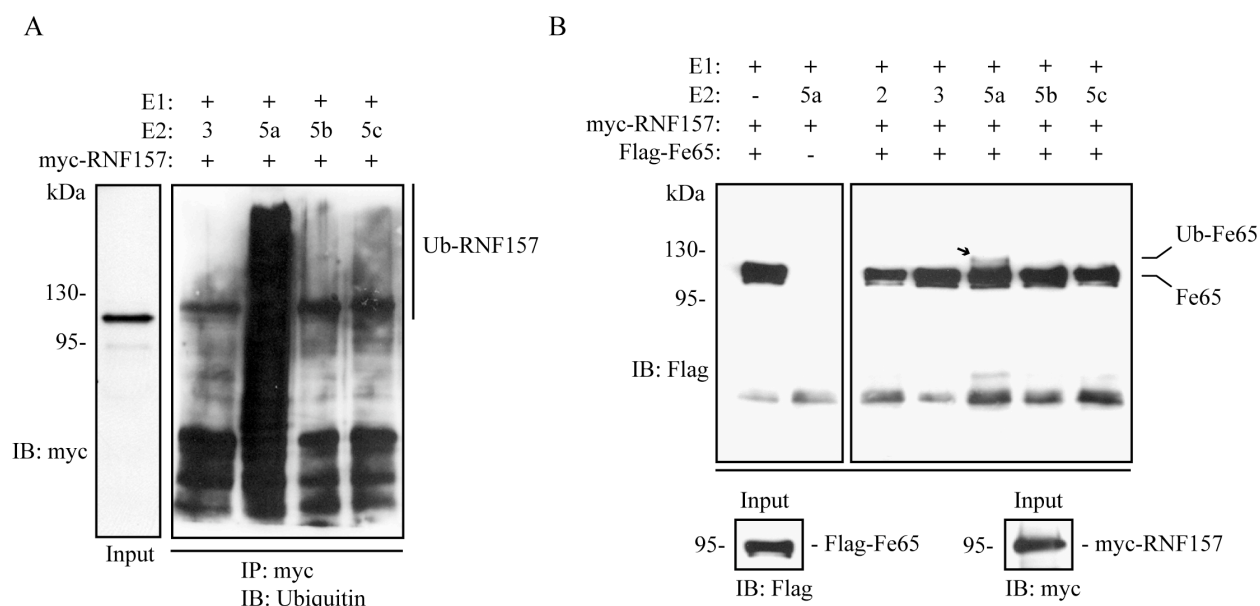 A
E1: + + + +
E2: 3 5a 5b 5c
myc-RNF157: + + + +
kDa
Ub-RNF157
130-
95-
IB: myc
Input
IP: myc
IB: Ubiquitin
B
E1: + + + + + + +
E2: - 5a 2 3 5a 5b 5c
myc-RNF157: + + + + + + +
Flag-Fe65: + - + + + + +
kDa
130-
Ub-Fe65
95-
Fe65
IB: Flag
Input
95-
- Flag-Fe65
IB: Flag
Input
95-
- myc-RNF157
IB: myc